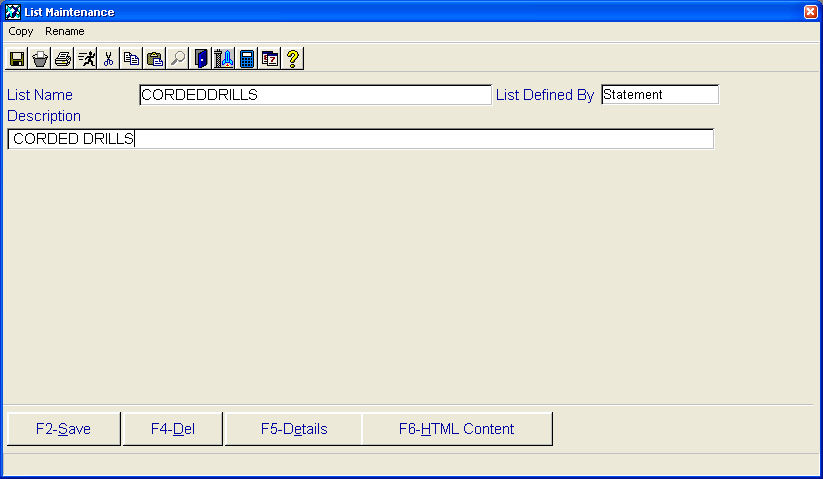 List Maintenance
Copy Rename
List Name CORDEDDRILLS List Defined By Statement
Description
CORDED DRILLS
F2-Save F4-Del F5-Details F6-HTML Content